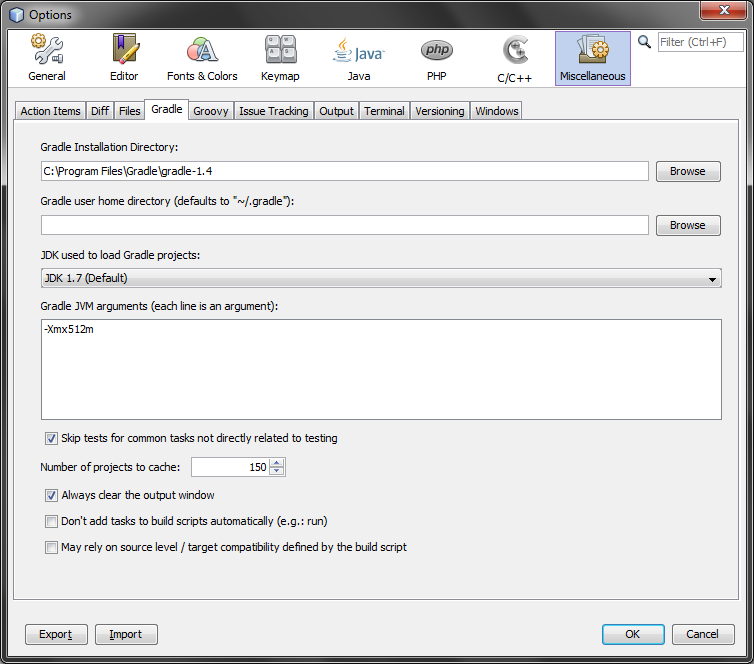 Options
General
Editor
Fonts & Colors
Keymap
Java
Java
php
PHP
C/C++
Miscellaneous
Filter (Ctrl+F)
Action Items
Diff
Files
Gradle
Groovy
Issue Tracking
Output
Terminal
Versioning
Windows
Gradle Installation Directory:
C:\Program Files\Gradle\gradle-1.4
Browse
Gradle user home directory (defaults to "~/.gradle"):
Browse
JDK used to load Gradle projects:
JDK 1.7 (Default)
Gradle JVM arguments (each line is an argument):
-Xmx512m
Skip tests for common tasks not directly related to testing
Number of projects to cache:
150
Always clear the output window
Don't add tasks to build scripts automatically (e.g.: run)
May rely on source level / target compatibility defined by the build script
Export
Import
OK
Cancel